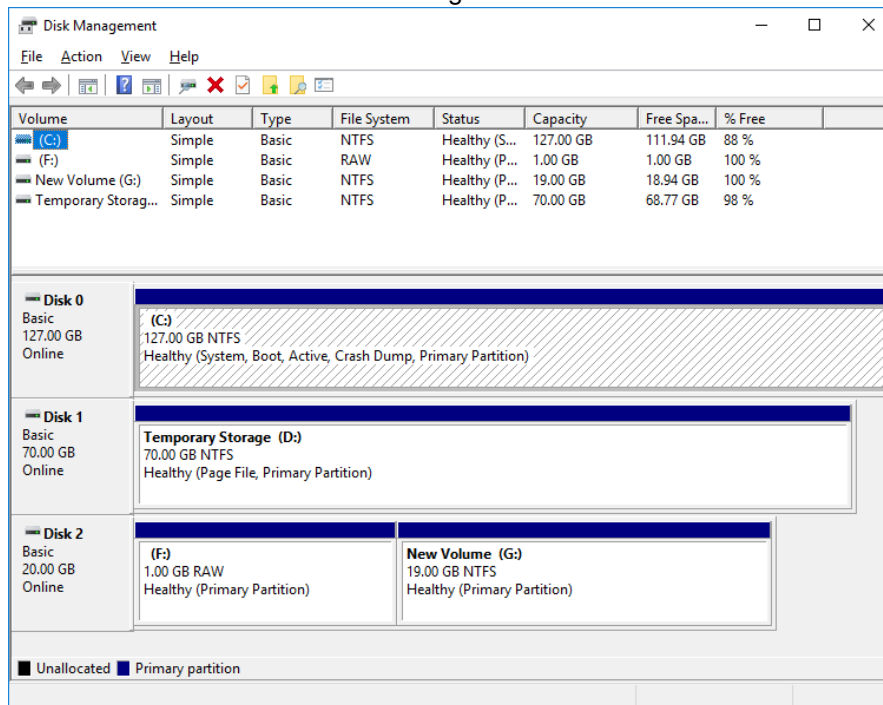 Disk Management
File Action View Help
Volume Layout Type File System Status Capacity Free Spa... % Free
(C:) Simple Basic NTFS Healthy (S... 127.00 GB 111.94 GB 88 %
(F:) Simple Basic RAW Healthy (P... 1.00 GB 1.00 GB 100 %
New Volume (G:) Simple Basic NTFS Healthy (P... 19.00 GB 18.94 GB 100 %
Temporary Storag... Simple Basic NTFS Healthy (P... 70.00 GB 68.77 GB 98 %
Disk 0
Basic
127.00 GB
Online
(C:)
127.00 GB NTFS
Healthy (System, Boot, Active, Crash Dump, Primary Partition)
Disk 1
Basic
70.00 GB
Online
Temporary Storage (D:)
70.00 GB NTFS
Healthy (Page File, Primary Partition)
Disk 2
Basic
20.00 GB
Online
(F:)
1.00 GB RAW
Healthy (Primary Partition)
New Volume (G:)
19.00 GB NTFS
Healthy (Primary Partition)
Unallocated Primary partition